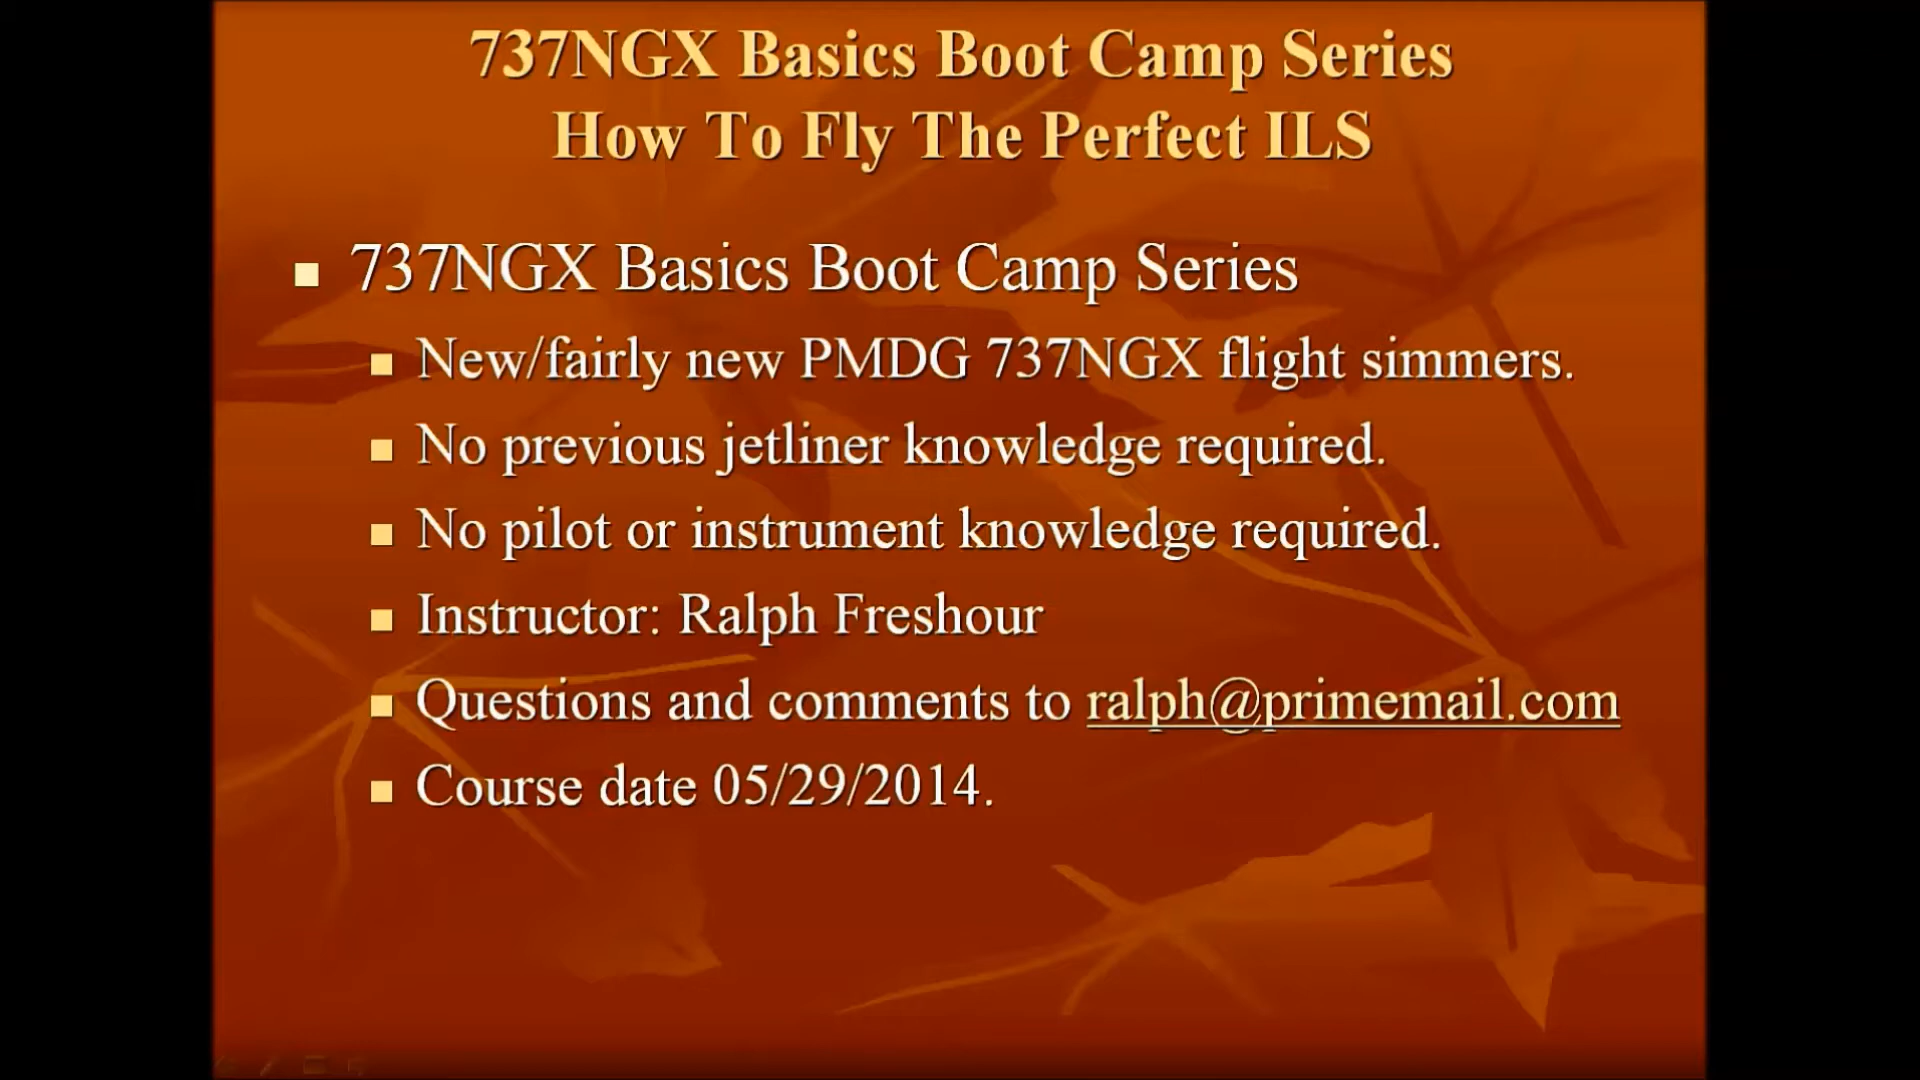 737NGX Basics Boot Camp Series
How To Fly The Perfect ILS
737NGX Basics Boot Camp Series
New/fairly new PMDG 737NGX flight simmers.
No previous jetliner knowledge required.
No pilot or instrument knowledge required.
Instructor: Ralph Freshour
Questions and comments to ralph@primemail.com
Course date 05/29/2014.